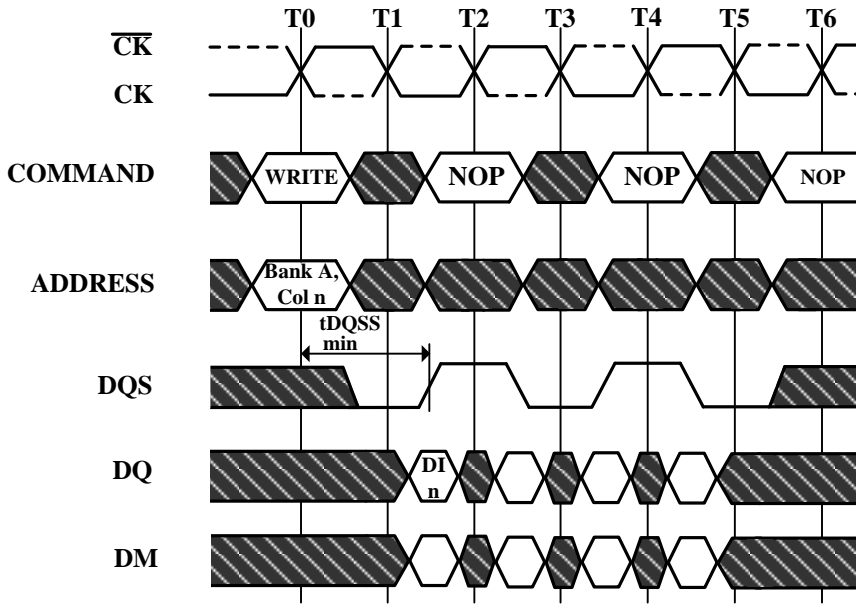 T0 T1 T2 T3 T4 T5 T6
CK
CK
COMMAND WRITE NOP NOP NOP
ADDRESS Bank A,
Col n
tDQSS
min
DQS
DQ DI
n
DM